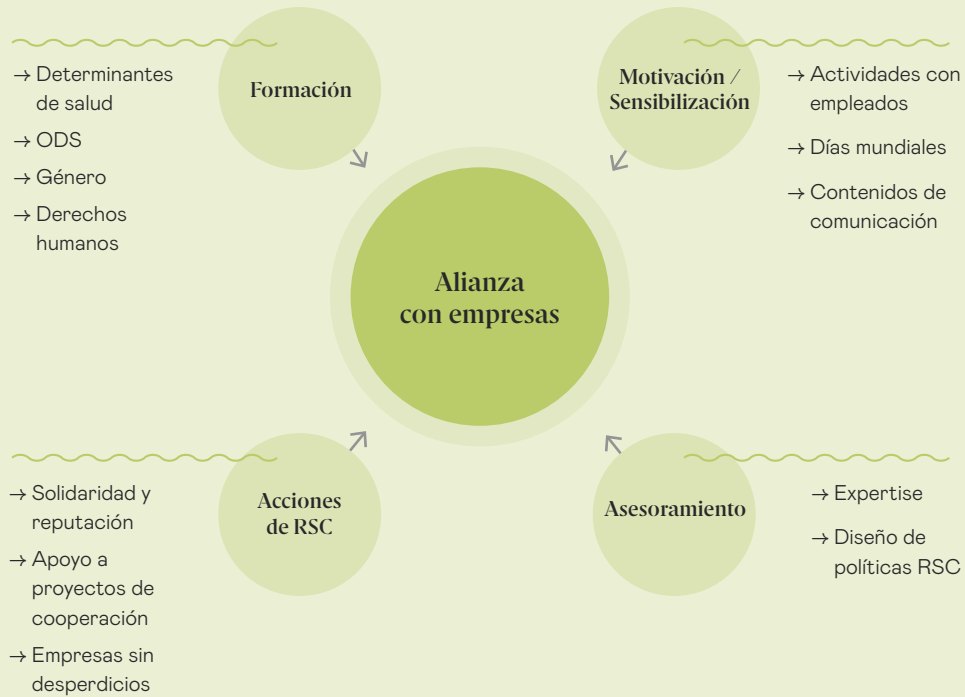 Formación
→ Determinantes
de salud
→ ODS
→ Género
→ Derechos
humanos
Motivación /
Sensibilización
→ Actividades con
empleados
→ Días mundiales
→ Contenidos de
comunicación
Alianza
con empresas
Acciones
de RSC
→ Solidaridad y
reputación
→ Apoyo a
proyectos de
cooperación
→ Empresas sin
desperdicios
Asesoramiento
→ Expertise
→ Diseño de
políticas RSC